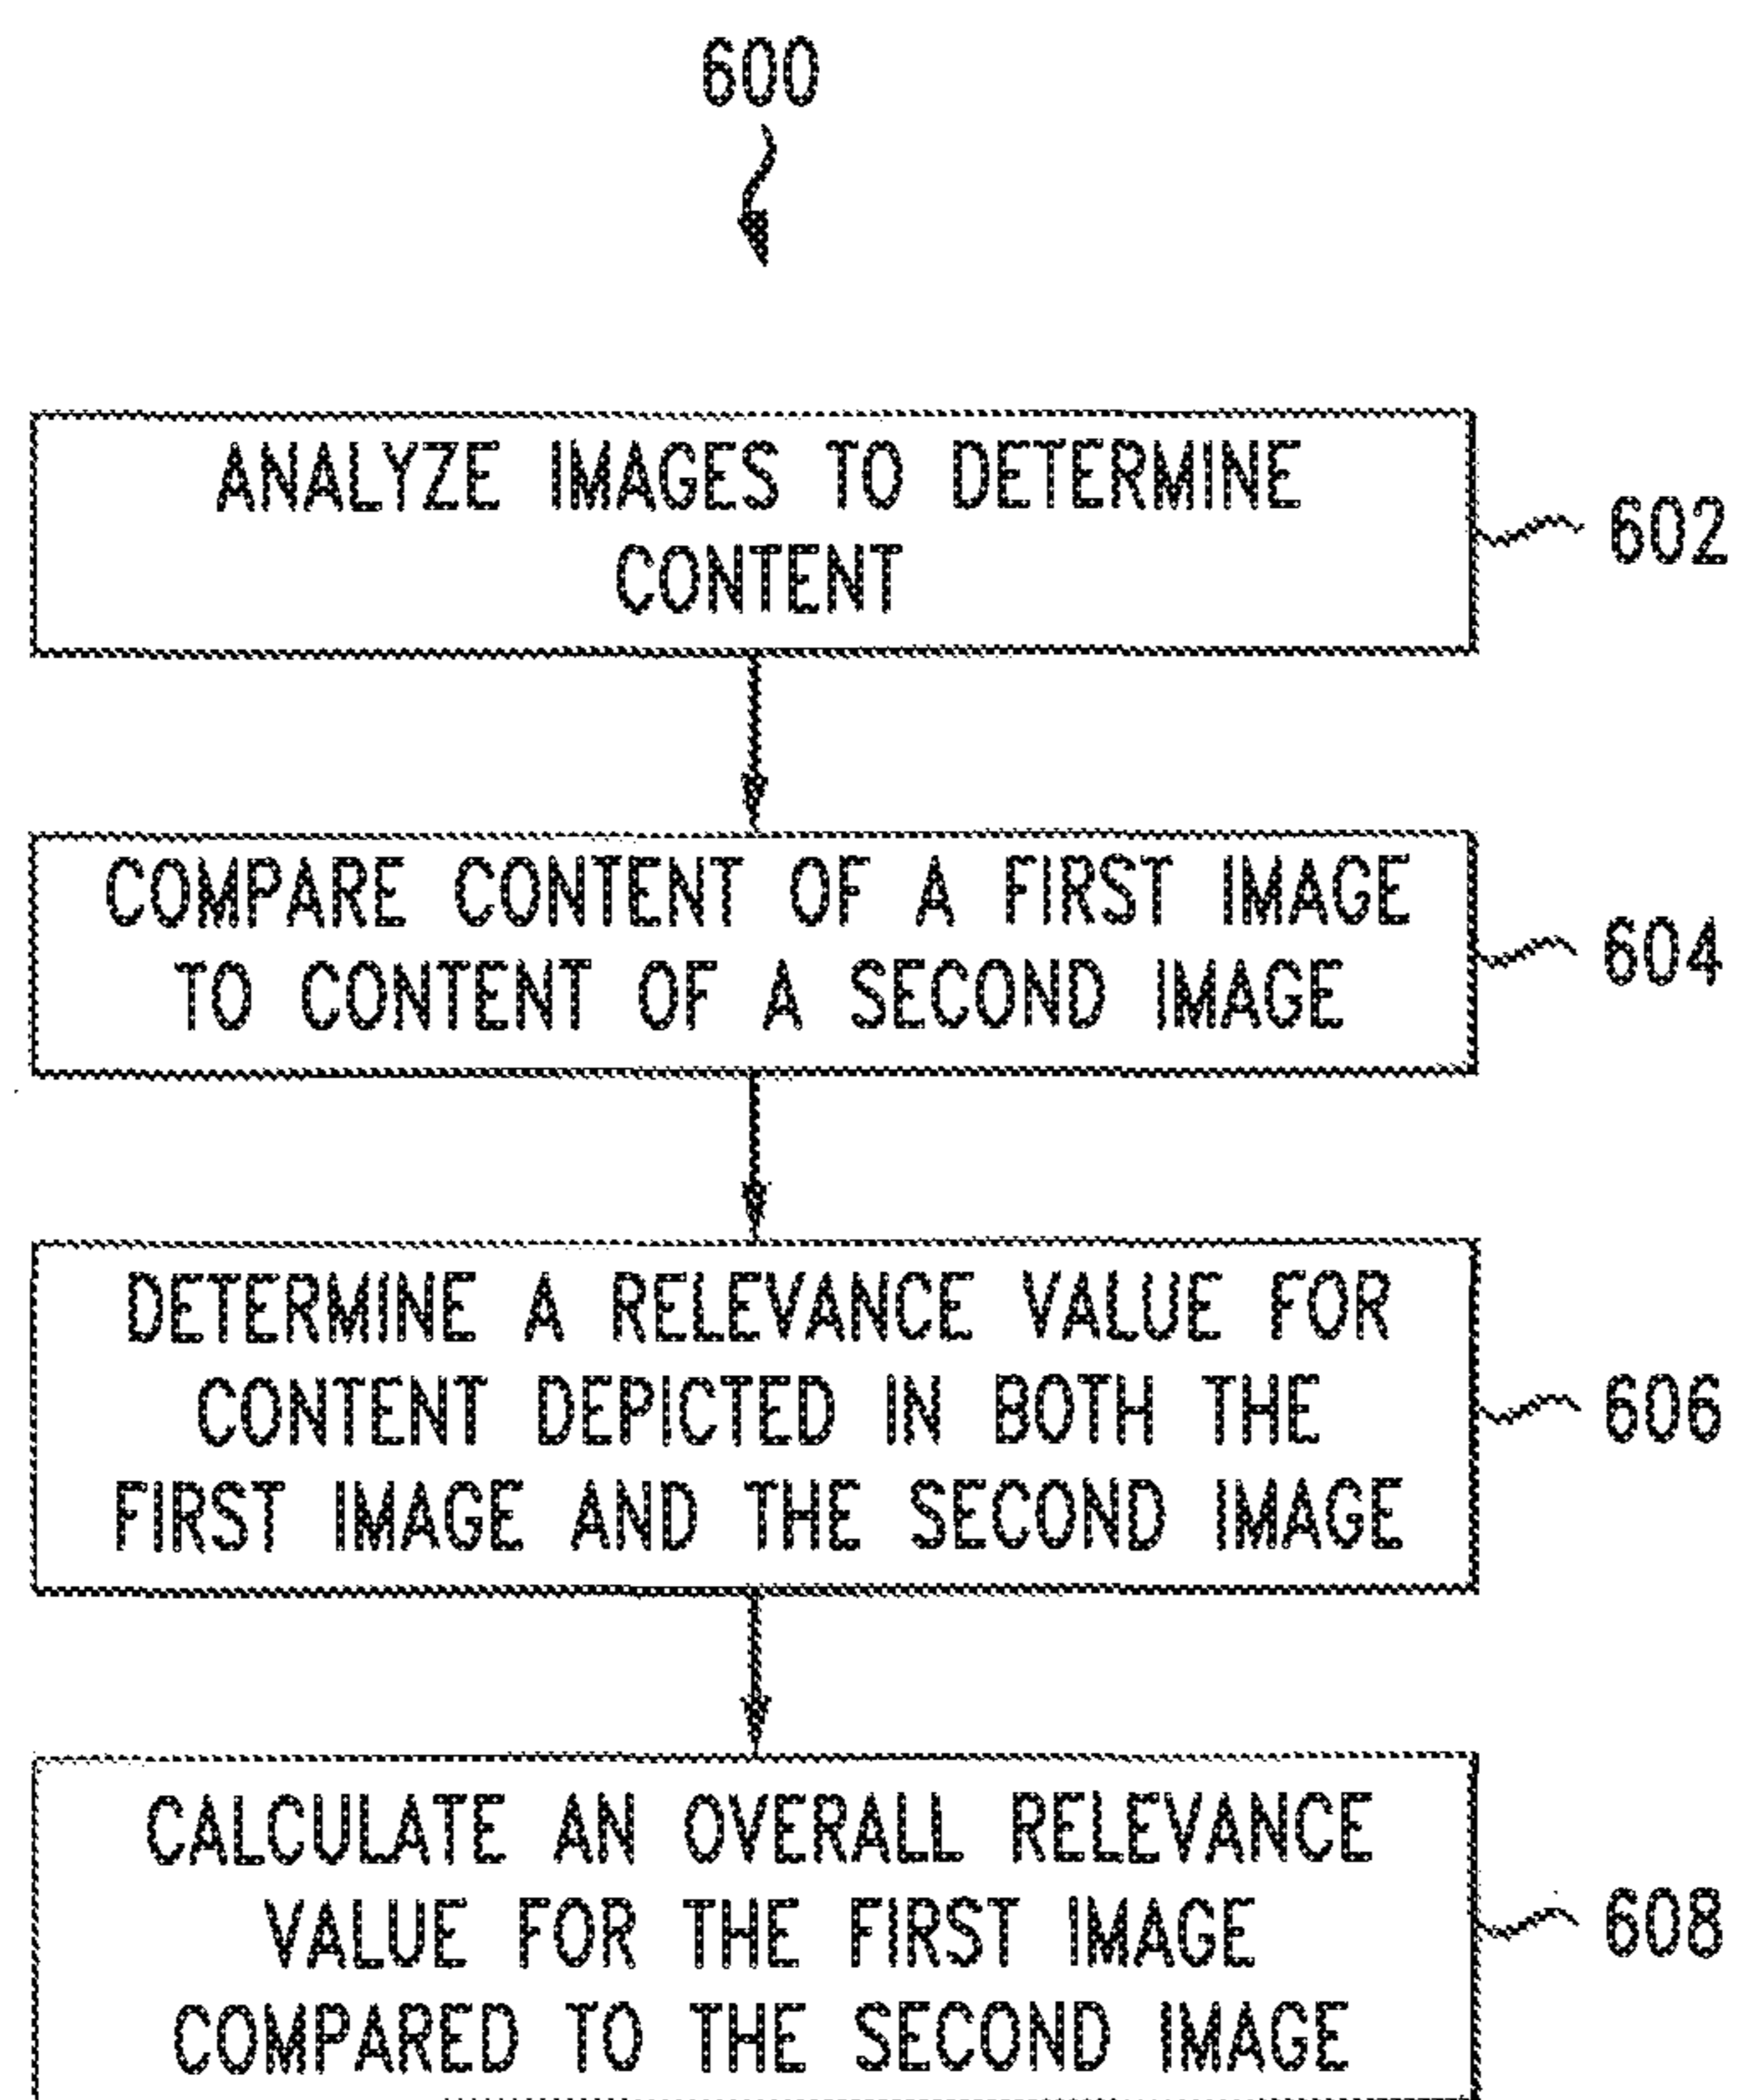 600
ANALYZE IMAGES TO DETERMINE
CONTENT
602
COMPARE CONTENT OF A FIRST IMAGE
TO CONTENT OF A SECOND IMAGE
604
DETERMINE A RELEVANCE VALUE FOR
CONTENT DEPICTED IN BOTH THE
FIRST IMAGE AND THE SECOND IMAGE
606
CALCULATE AN OVERALL RELEVANCE
VALUE FOR THE FIRST IMAGE
COMPARED TO THE SECOND IMAGE
608